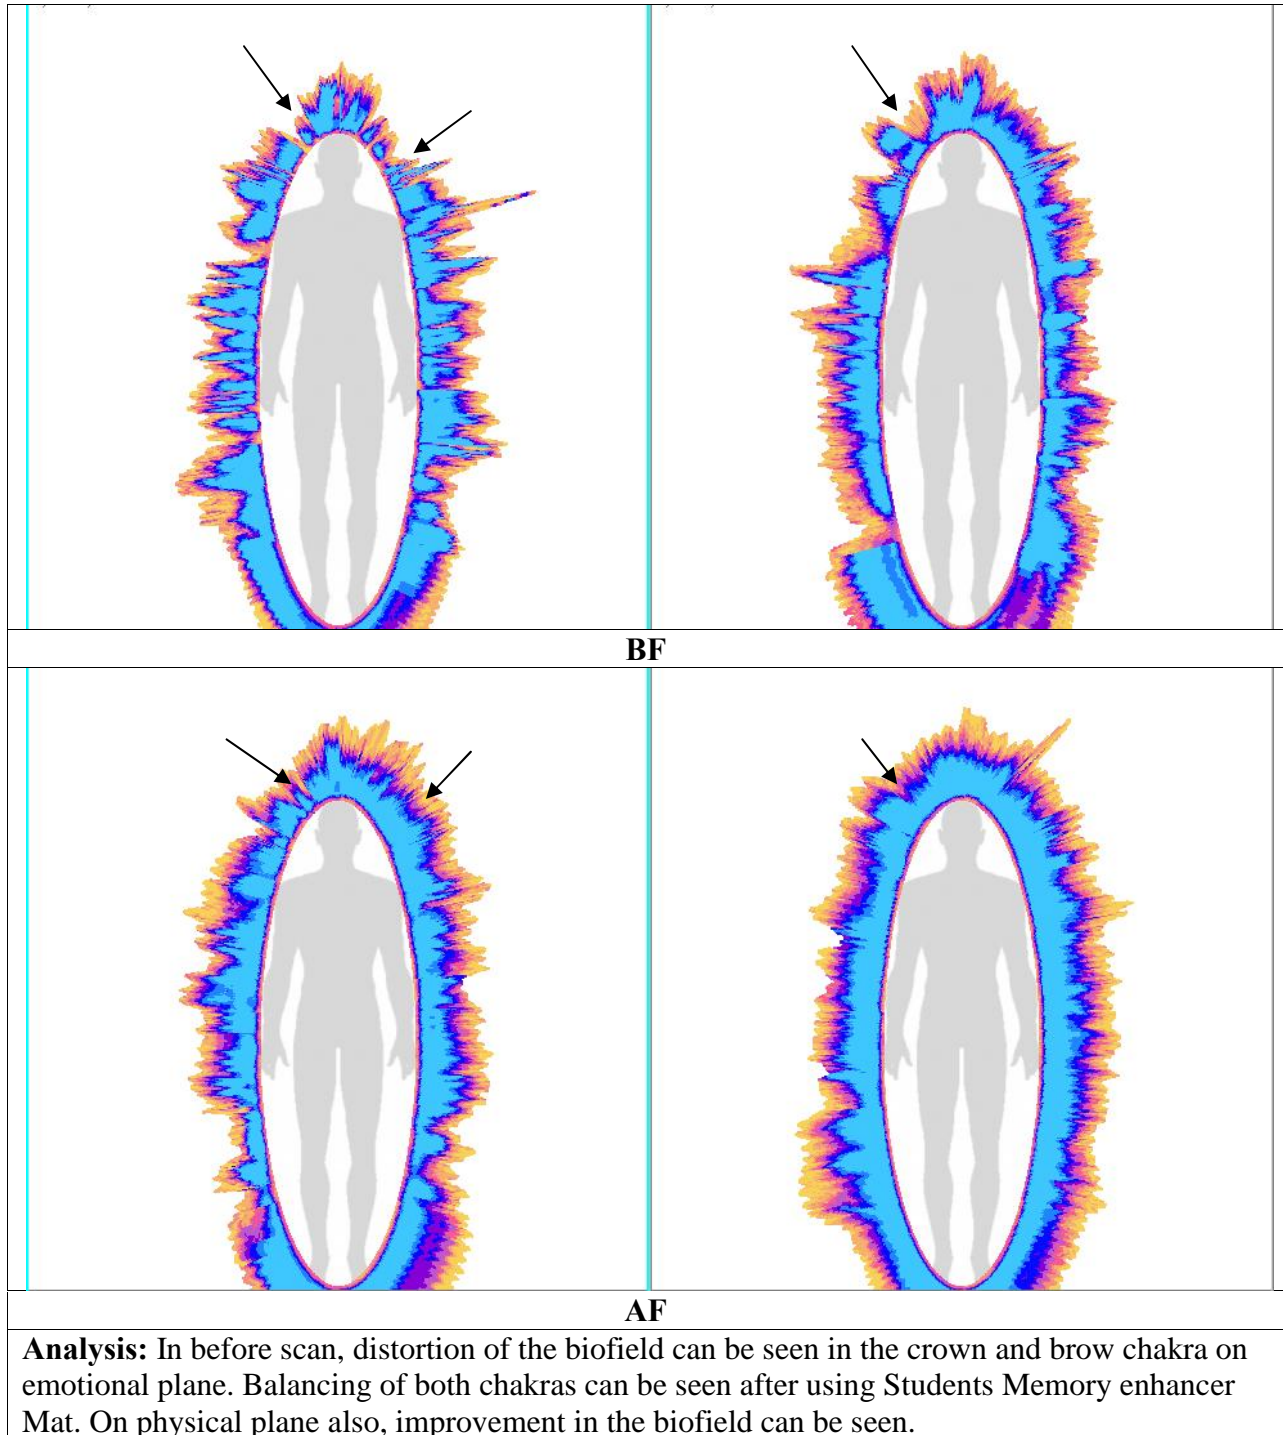 BF
AF
Analysis: In before scan, distortion of the biofield can be seen in the crown and brow chakra on
emotional plane. Balancing of both chakras can be seen after using Students Memory enhancer
Mat. On physical plane also, improvement in the biofield can be seen.